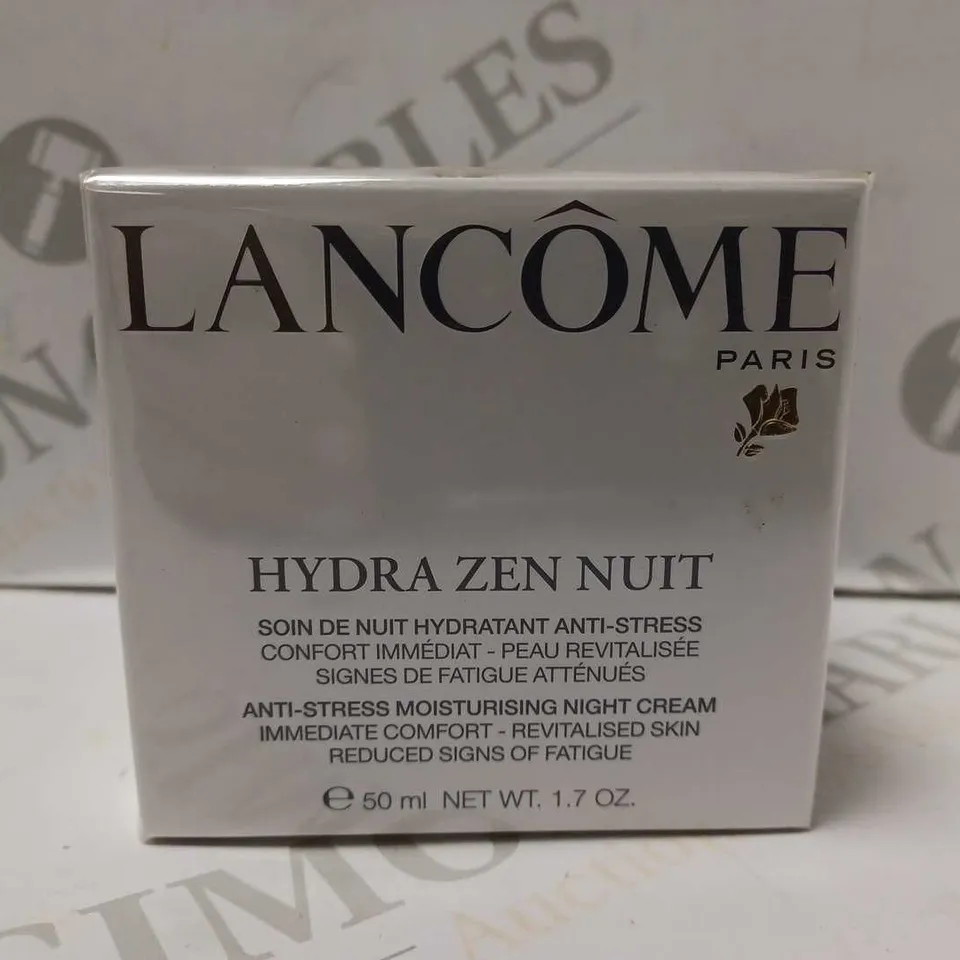 LANCÔME
PARIS
HYDRA ZEN NUIT
SOIN DE NUIT HYDRATANT ANTI-STRESS
CONFORT IMMÉDIAT - PEAU REVITALISÉE
SIGNES DE FATIGUE ATTÉNUÉS
ANTI-STRESS MOISTURISING NIGHT CREAM
IMMEDIATE COMFORT - REVITALISED SKIN
REDUCED SIGNS OF FATIGUE
℮ 50 ml NET WT. 1.7 OZ.